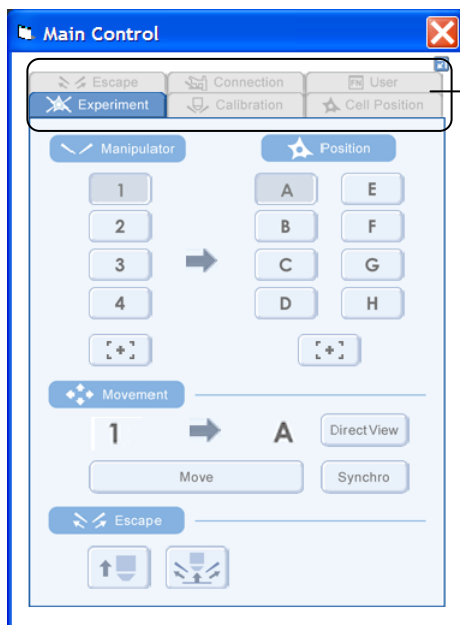 Main Control
Escape Connection FN User
Experiment Calibration Cell Position
Manipulator Position
1 A E
2 B F
3 C G
4 D H
[+] [+]
Movement
1 A Direct View
Move Synchro
Escape